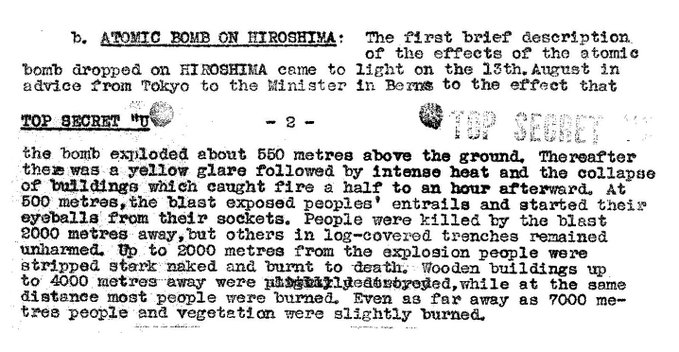 b. ATOMIC BOMB ON HIROSHIMA: The first brief description
of the effects of the atomic
bomb dropped on HIROSHIMA came to light on the 13th.August in
advice from Tokyo to the Minister in Berne to the effect that
TOP SECRET "U
- 2 -
TOP SECRET
the bomb exploded about 550 metres above the ground. Thereafter
there was a yellow glare followed by intense heat and the collapse
of buildings which caught fire a half to an hour afterward. At
500 metres,the blast exposed peoples' entrails and started their
eyeballs from their sockets. People were killed by the blast
2000 metres away,but others in log-covered trenches remained
unharmed. Up to 2000 metres from the explosion people were
stripped stark naked and burnt to death. Wooden buildings up
to 4000 metres away were destroyed,while at the same
distance most people were burned. Even as far away as 7000 me-
tres people and vegetation were slightly burned.